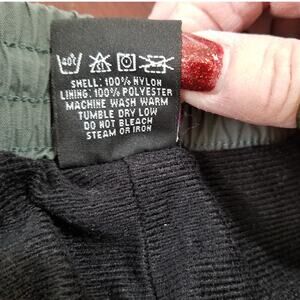 SHELL: 100% NYLON
LINING: 100% POLYESTER
MACHINE WASH WARM
TUMBLE DRY LOW
DO NOT BLEACH
STEAM OR IRON